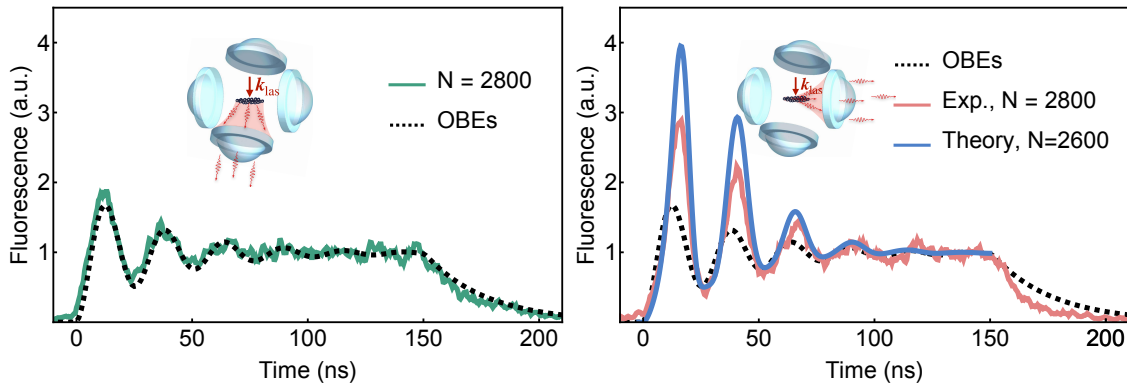 Fluorescence (a.u.)
4
3
2
1
0
50
100
150
200
Time (ns)
k_las
N = 2800
OBEs
Fluorescence (a.u.)
4
3
2
1
0
50
100
150
200
Time (ns)
k_las
OBEs
Exp., N = 2800
Theory, N=2600